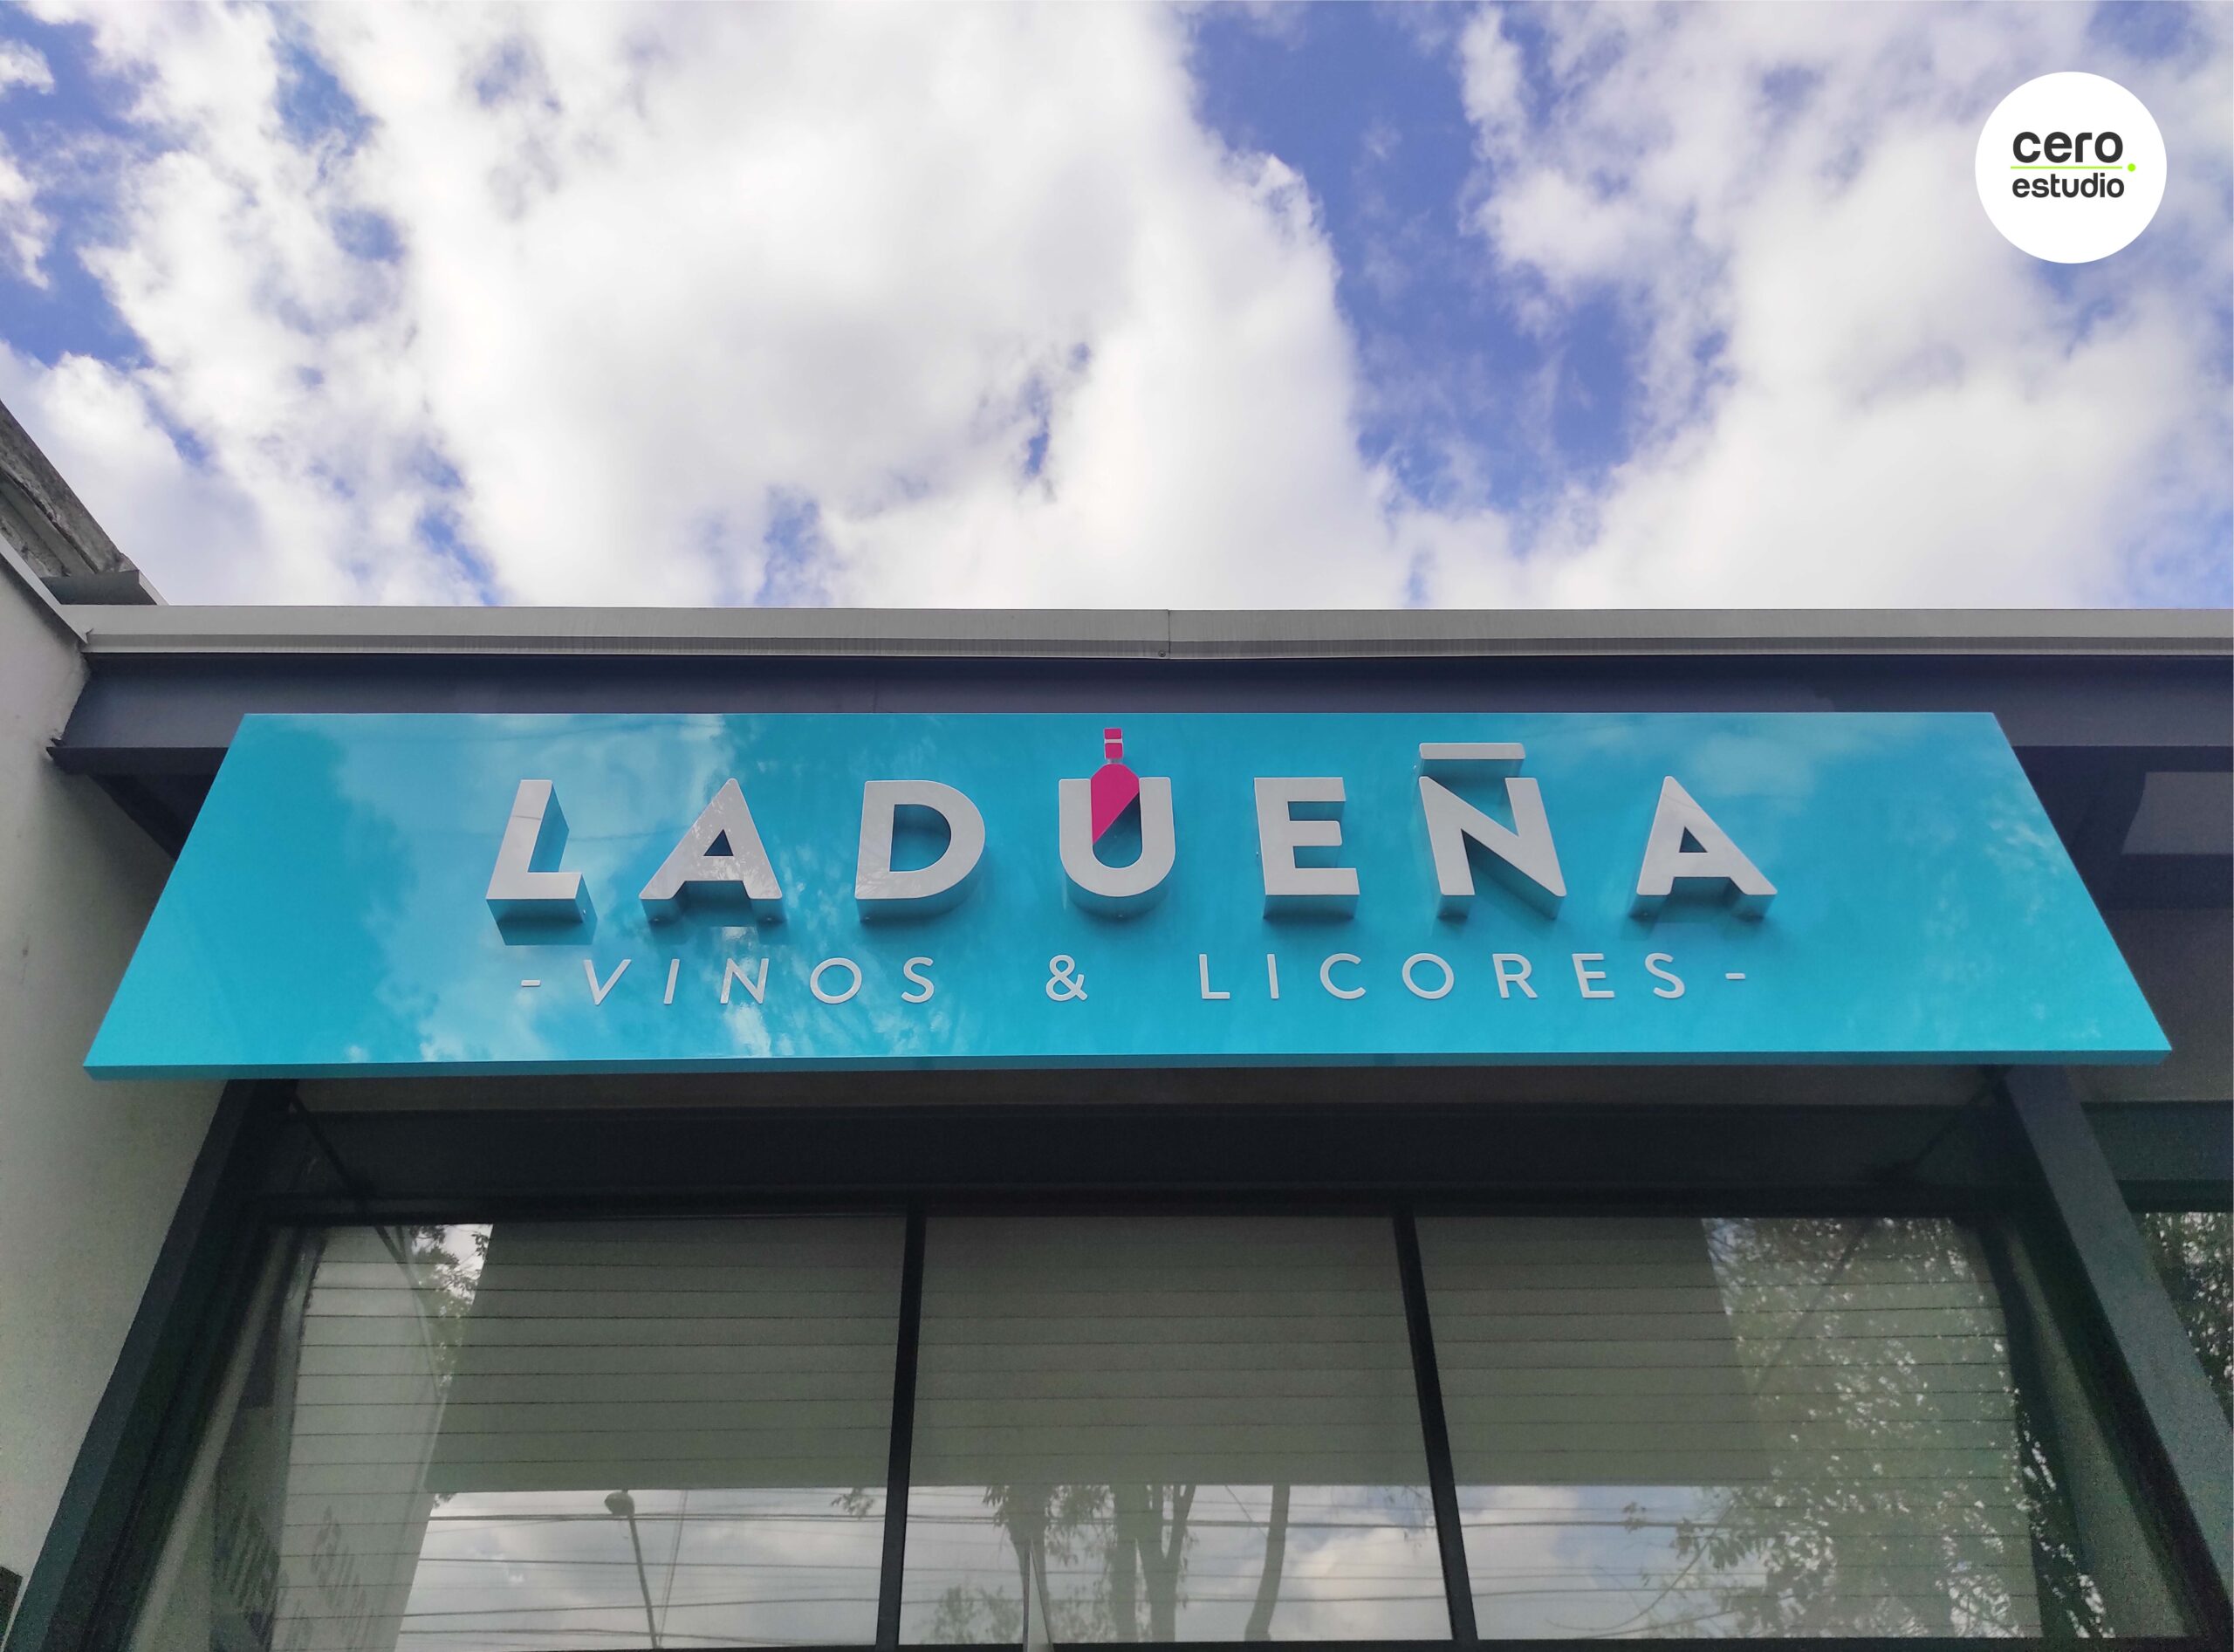 cero.
estudio
LADUEÑA
-VINOS & LICORES-